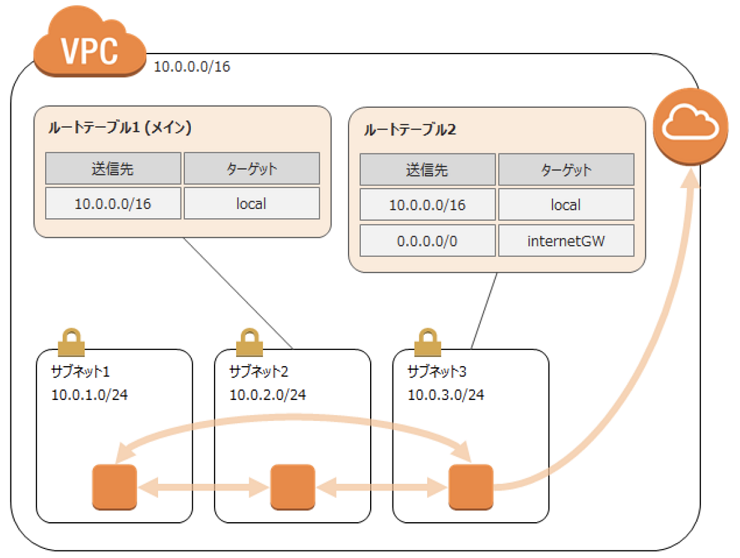 VPC
10.0.0.0/16
ルートテーブル1 (メイン)
送信先 ターゲット
10.0.0.0/16 local
ルートテーブル2
送信先 ターゲット
10.0.0.0/16 local
0.0.0.0/0 internetGW
サブネット1
10.0.1.0/24
サブネット2
10.0.2.0/24
サブネット3
10.0.3.0/24